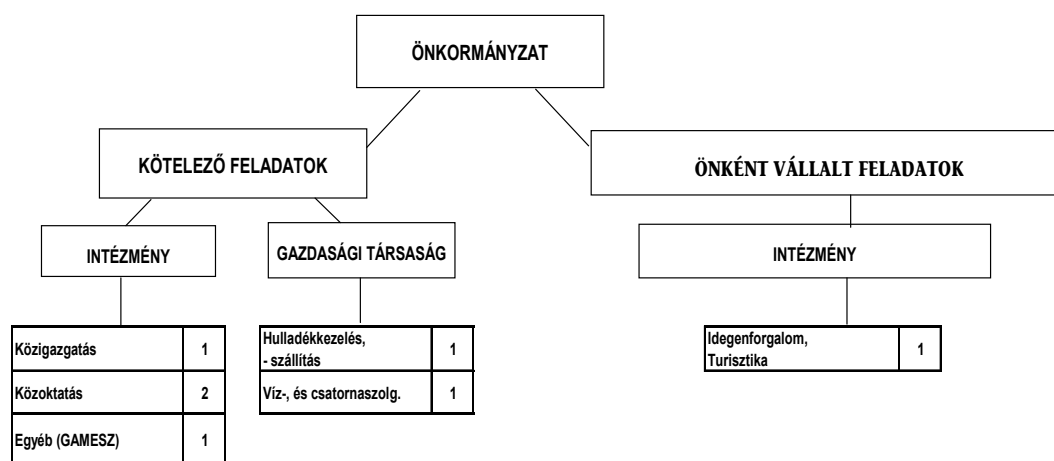 ÖNKORMÁNYZAT
KÖTELEZŐ FELADATOK
ÖNKÉNT VÁLLALT FELADATOK
INTÉZMÉNY
GAZDASÁGI TÁRSASÁG
INTÉZMÉNY
Közigazgatás 1
Közoktatás 2
Egyéb (GAMESZ) 1
Hulladékkezelés,
- szállítás 1
Víz-, és csatornaszolg. 1
Idegenforgalom,
Turisztika 1